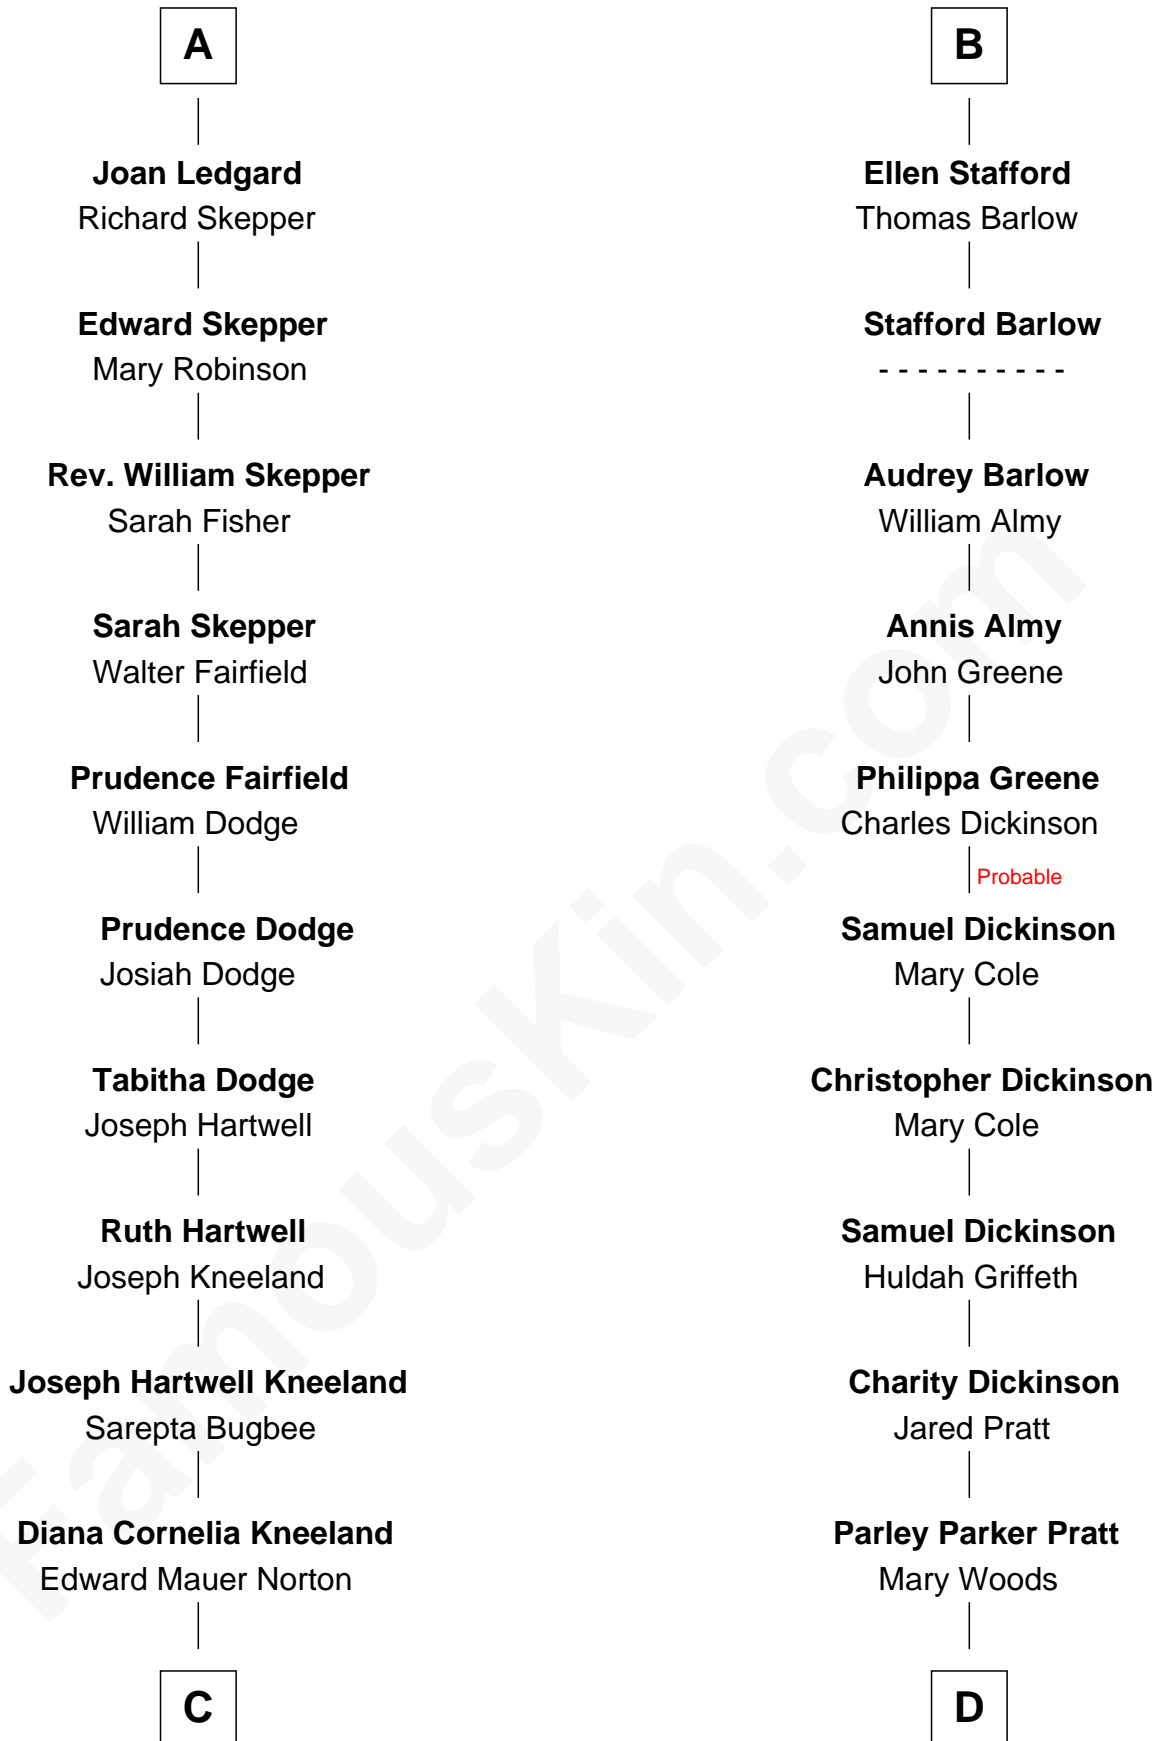 A
Joan Ledgard
Richard Skepper
Edward Skepper
Mary Robinson
Rev. William Skepper
Sarah Fisher
Sarah Skepper
Walter Fairfield
Prudence Fairfield
William Dodge
Prudence Dodge
Josiah Dodge
Tabitha Dodge
Joseph Hartwell
Ruth Hartwell
Joseph Kneeland
Joseph Hartwell Kneeland
Sarepta Bugbee
Diana Cornelia Kneeland
Edward Mauer Norton
C
B
Ellen Stafford
Thomas Barlow
Stafford Barlow
- - - - - - - - - -
Audrey Barlow
William Almy
Annis Almy
John Greene
Philippa Greene
Charles Dickinson
Probable
Samuel Dickinson
Mary Cole
Christopher Dickinson
Mary Cole
Samuel Dickinson
Huldah Griffeth
Charity Dickinson
Jared Pratt
Parley Parker Pratt
Mary Woods
D
FamousKin.com